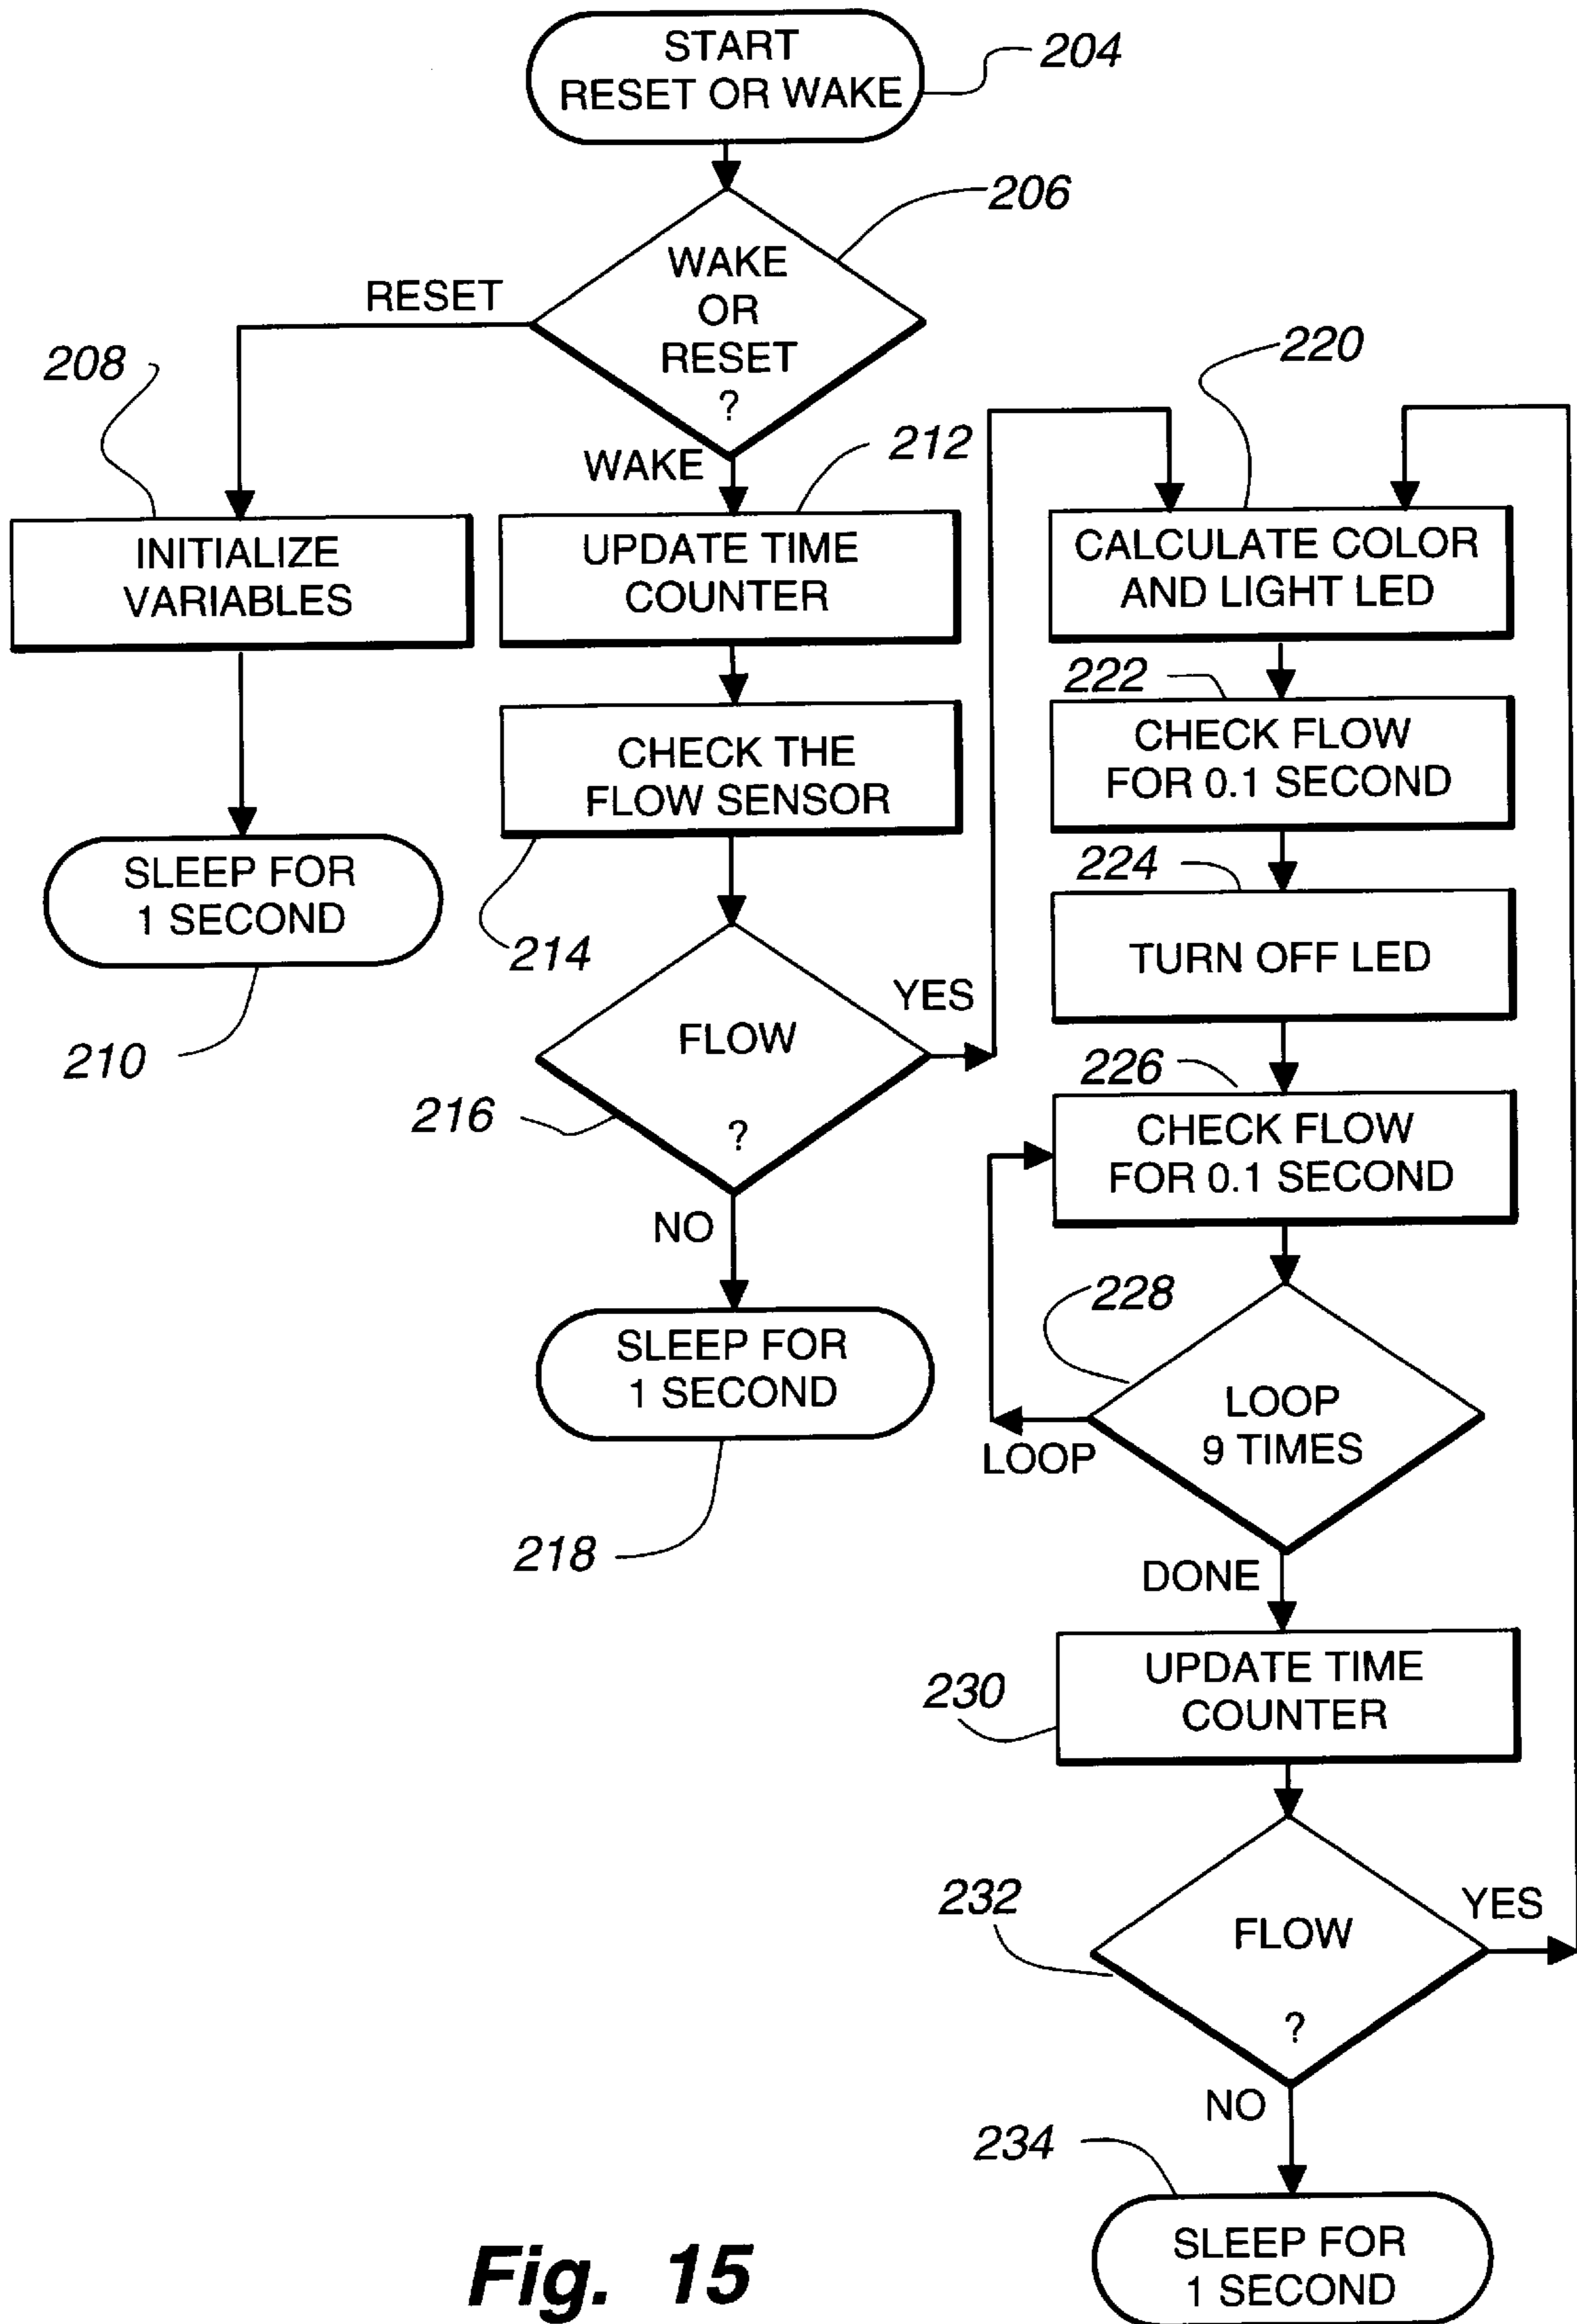 START
RESET OR WAKE
204
206
WAKE
OR
RESET
?
RESET
208
220
WAKE
212
INITIALIZE
VARIABLES
UPDATE TIME
COUNTER
CALCULATE COLOR
AND LIGHT LED
222
CHECK THE
FLOW SENSOR
CHECK FLOW
FOR 0.1 SECOND
SLEEP FOR
1 SECOND
224
214
TURN OFF LED
YES
210
FLOW
?
216
226
CHECK FLOW
FOR 0.1 SECOND
NO
228
SLEEP FOR
1 SECOND
LOOP
9 TIMES
LOOP
218
DONE
230
UPDATE TIME
COUNTER
232
FLOW
?
YES
NO
234
SLEEP FOR
1 SECOND
Fig. 15